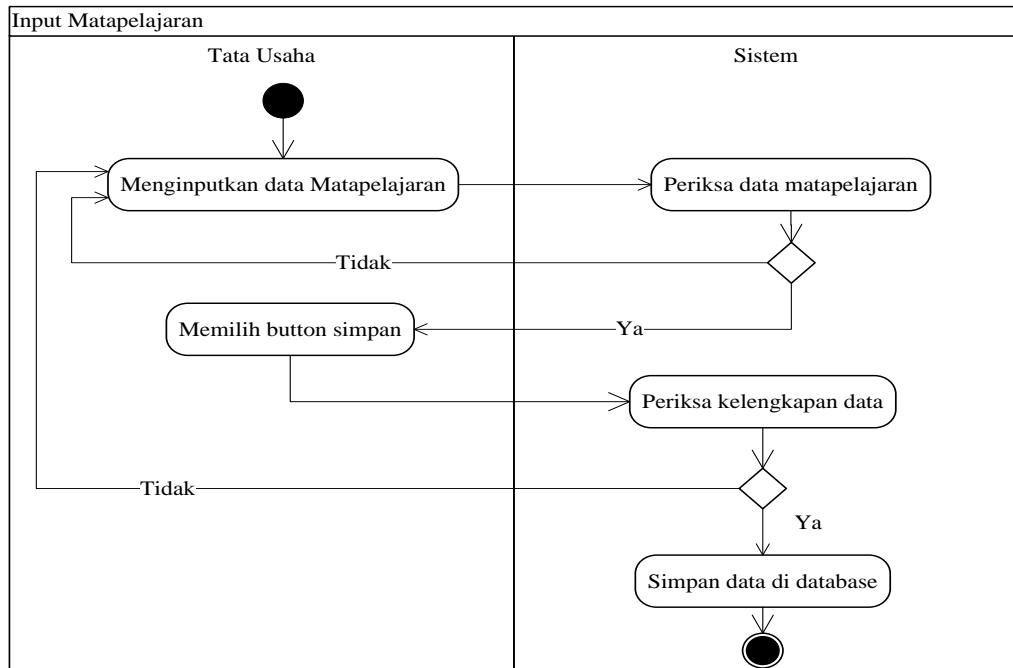 Input Matapelajaran
Tata Usaha
Sistem
Menginputkan data Matapelajaran
Periksa data matapelajaran
Tidak
Memilih button simpan
Ya
Periksa kelengkapan data
Tidak
Ya
Simpan data di database